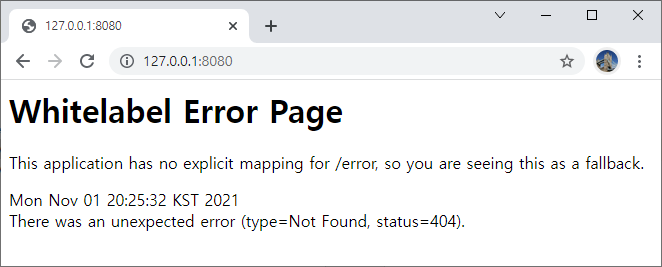 127.0.0.1:8080
127.0.0.1:8080
Whitelabel Error Page
This application has no explicit mapping for /error, so you are seeing this as a fallback.
Mon Nov 01 20:25:32 KST 2021
There was an unexpected error (type=Not Found, status=404).